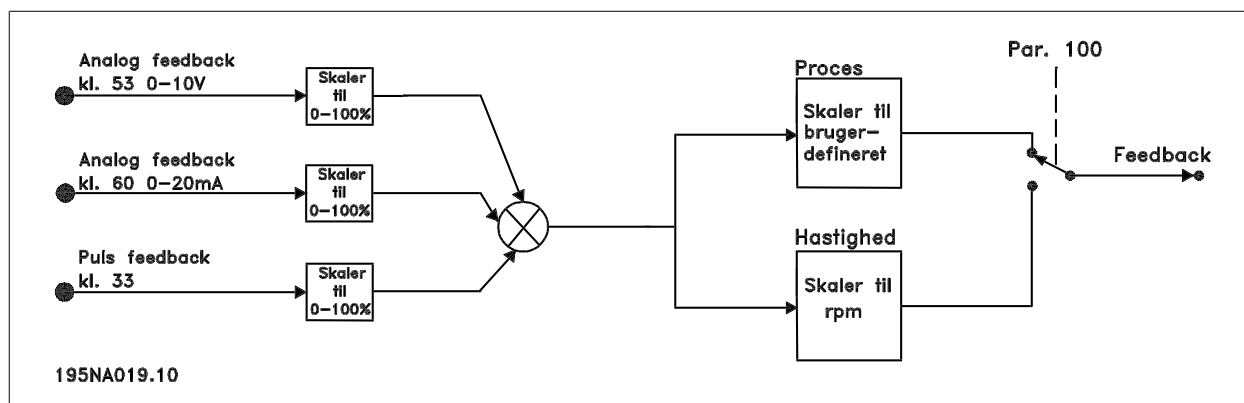 Analog feedback
kl. 53 0-10V
Skaler
til
0-100%
Analog feedback
kl. 60 0-20mA
Skaler
til
0-100%
Puls feedback
kl. 33
Skaler
til
0-100%
Proces
Skaler til
bruger-
defineret
Hastighed
Skaler til
rpm
Par. 100
Feedback
195NA019.10